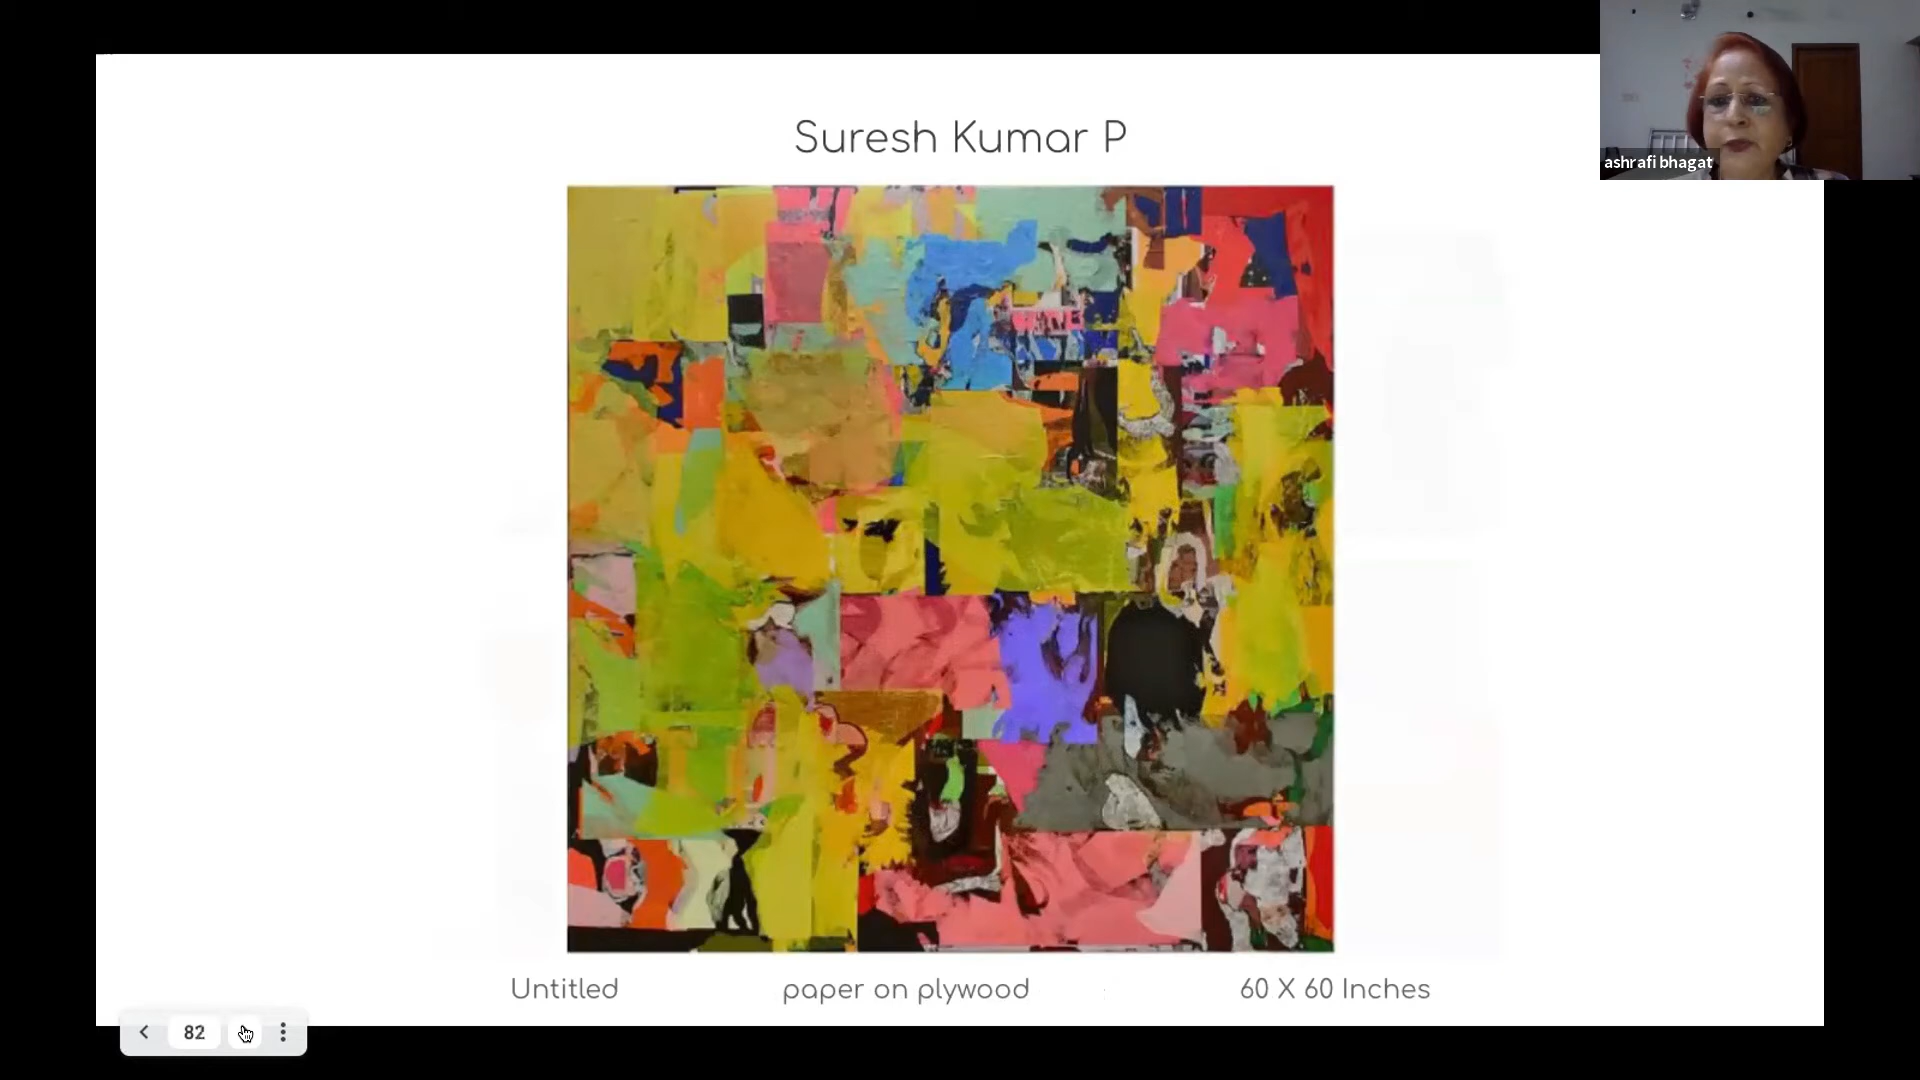 Suresh Kumar P
ashrafi bhagat
Untitled
paper on plywood
60 X 60 Inches
82